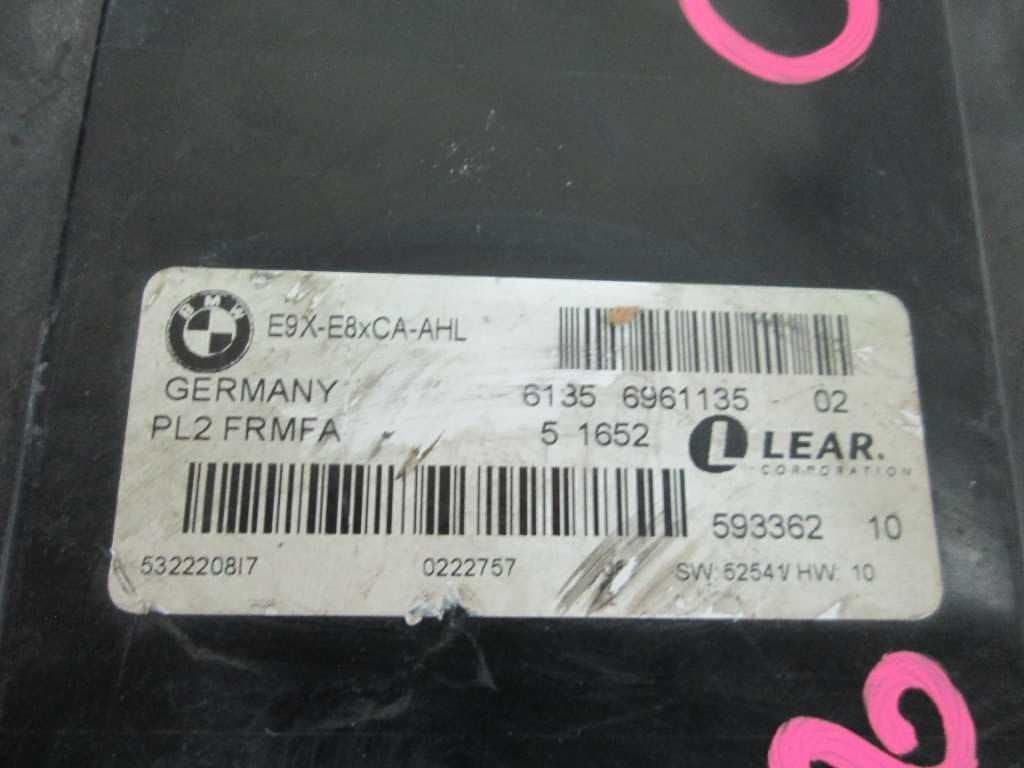 BMW
E9X-E8xCA-AHL
GERMANY 6135 6961135 02
PL2 FRMFA 5 1652 L LEAR.
CORPORATION
593362 10
532220817 0222757 SW: 52541/ HW: 10
2